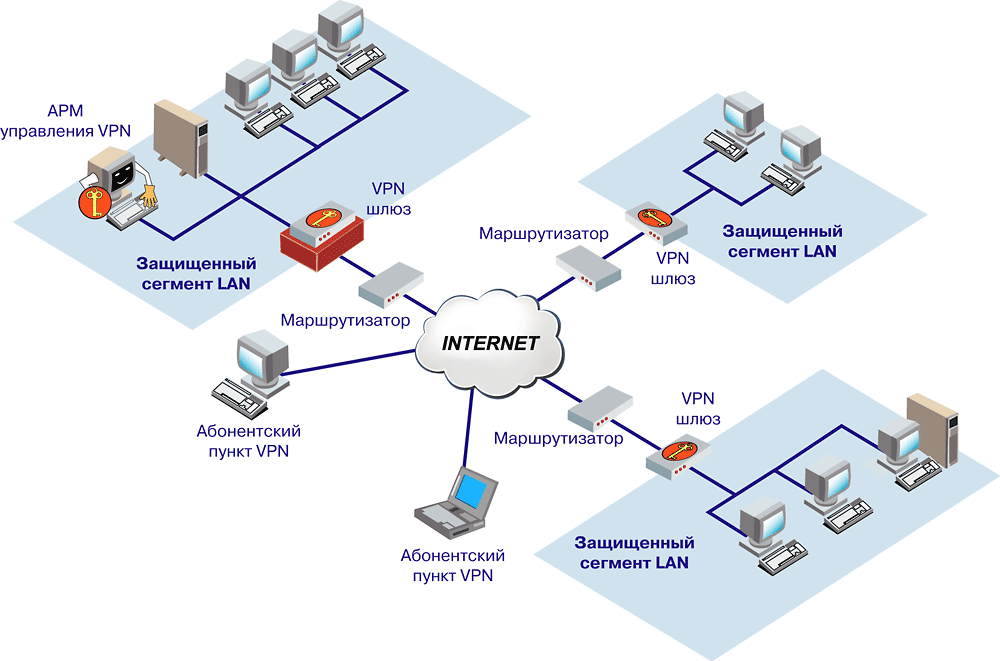 АРМ
управления VPN
VPN
шлюз
Защищенный
сегмент LAN
Маршрутизатор
Маршрутизатор
VPN
шлюз
Защищенный
сегмент LAN
INTERNET
Абонентский
пункт VPN
Маршрутизатор
VPN
шлюз
Абонентский
пункт VPN
Защищенный
сегмент LAN